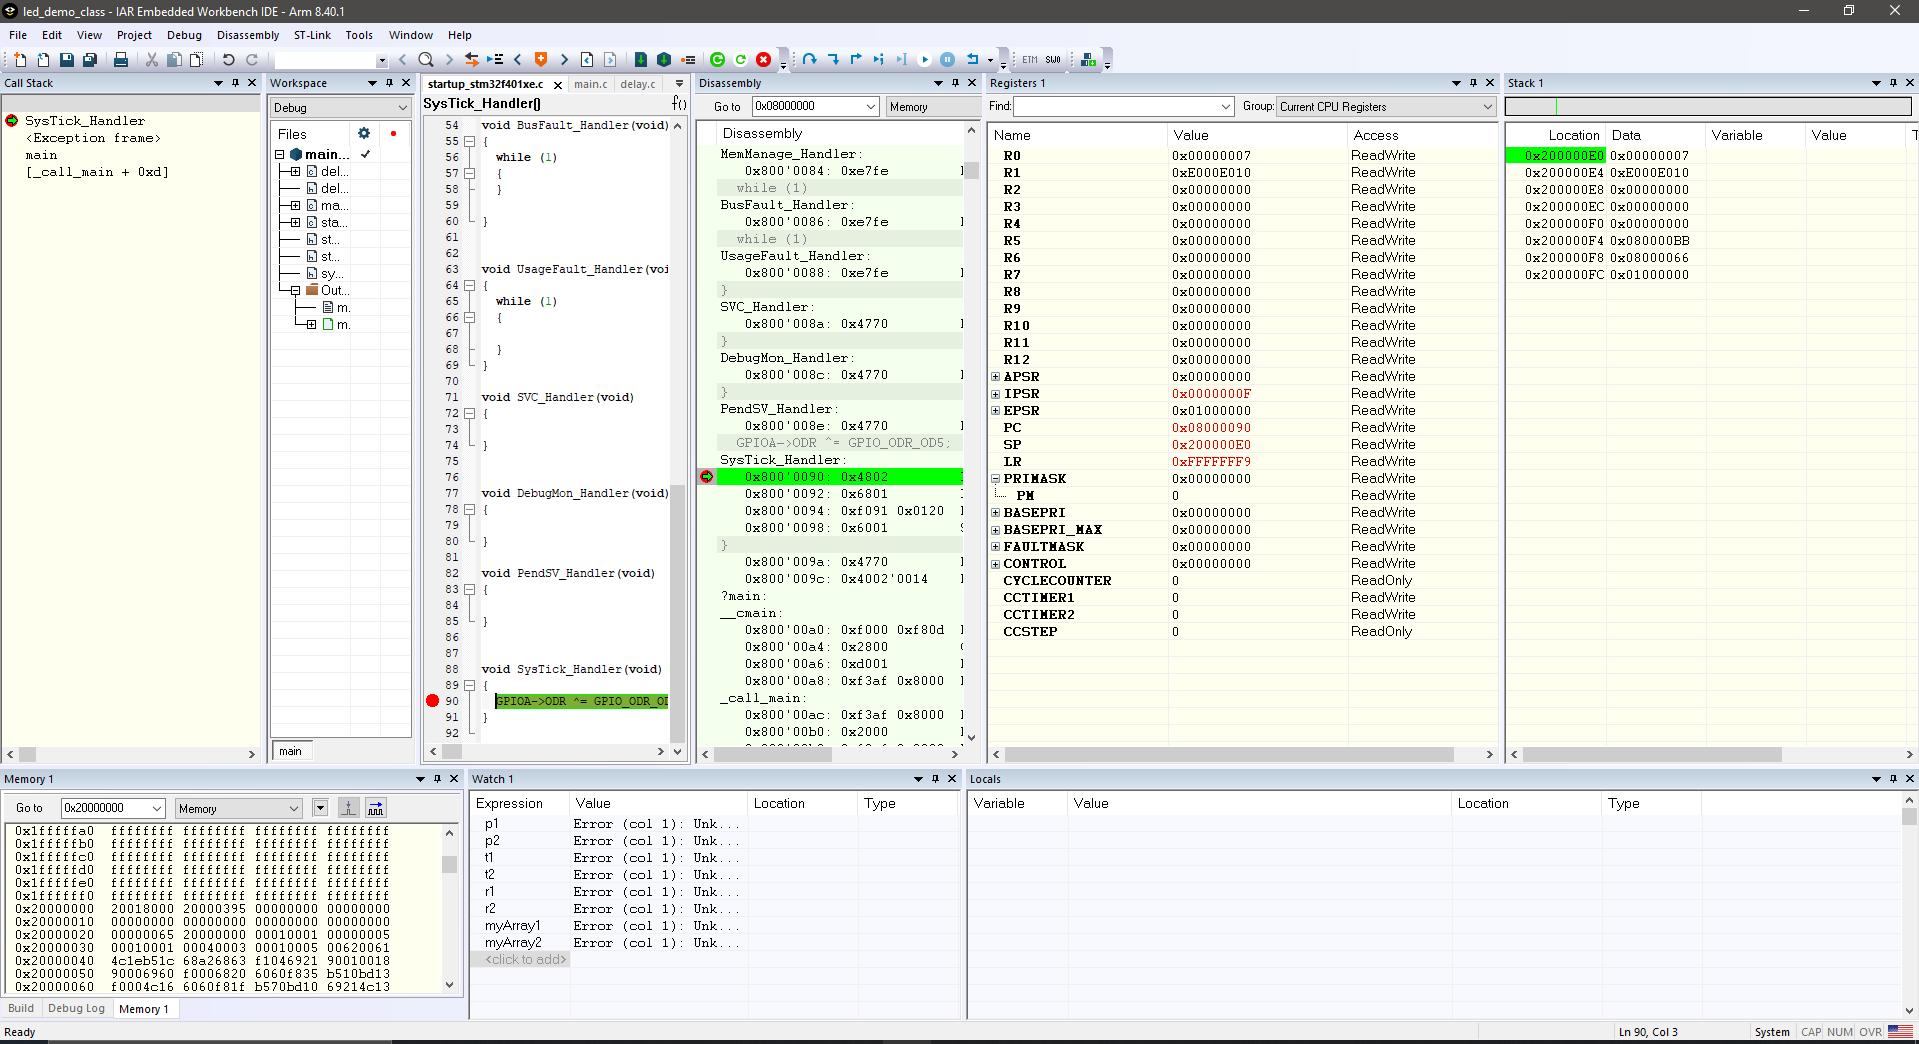 led_demo_class - IAR Embedded Workbench IDE - Arm 8.40.1
File Edit View Project Debug Disassembly ST-Link Tools Window Help
ETM SWO
Call Stack
SysTick_Handler
<Exception frame>
main
[_call_main + 0xd]
Workspace
Debug
Files
main...
del...
del...
ma...
sta...
st...
st...
sy...
Out...
m.
m.
main
startup_stm32f401xe.c main.c delay.c
SysTick_Handler() f()
54 void BusFault_Handler(void)
55 {
56 while (1)
57 {
58 }
59
60 }
61
62
63 void UsageFault_Handler(voi
64 {
65 while (1)
66 {
67
68 }
69 }
70
71 void SVC_Handler(void)
72 {
73
74 }
75
76
77 void DebugMon_Handler(void)
78 {
79
80 }
81
82 void PendSV_Handler(void)
83 {
84
85 }
86
87
88 void SysTick_Handler(void)
89 {
90 GPIOA->ODR ^= GPIO_ODR_OD
91 }
92
Disassembly
Go to 0x08000000 Memory
Disassembly
MemManage_Handler:
0x800'0084: 0xe7fe
while (1)
BusFault_Handler:
0x800'0086: 0xe7fe
while (1)
UsageFault_Handler:
0x800'0088: 0xe7fe
}
SVC_Handler:
0x800'008a: 0x4770
}
DebugMon_Handler:
0x800'008c: 0x4770
}
PendSV_Handler:
0x800'008e: 0x4770
GPIOA->ODR ^= GPIO_ODR_OD5;
SysTick_Handler:
0x800'0090: 0x4802
0x800'0092: 0x6801
0x800'0094: 0xf091 0x0120
0x800'0098: 0x6001
}
0x800'009a: 0x4770
0x800'009c: 0x4002'0014
?main:
__cmain:
0x800'00a0: 0xf000 0xf80d
0x800'00a4: 0x2800
0x800'00a6: 0xd001
0x800'00a8: 0xf3af 0x8000
_call_main:
0x800'00ac: 0xf3af 0x8000
0x800'00b0: 0x2000
Registers 1
Find: Group: Current CPU Registers
Name Value Access
R0 0x00000007 ReadWrite
R1 0xE000E010 ReadWrite
R2 0x00000000 ReadWrite
R3 0x00000000 ReadWrite
R4 0x00000000 ReadWrite
R5 0x00000000 ReadWrite
R6 0x00000000 ReadWrite
R7 0x00000000 ReadWrite
R8 0x00000000 ReadWrite
R9 0x00000000 ReadWrite
R10 0x00000000 ReadWrite
R11 0x00000000 ReadWrite
R12 0x00000000 ReadWrite
APSR 0x00000000 ReadWrite
IPSR 0x0000000F ReadWrite
EPSR 0x01000000 ReadWrite
PC 0x08000090 ReadWrite
SP 0x200000E0 ReadWrite
LR 0xFFFFFFF9 ReadWrite
PRIMASK 0x00000000 ReadWrite
PM 0 ReadWrite
BASEPRI 0x00000000 ReadWrite
BASEPRI_MAX 0x00000000 ReadWrite
FAULTMASK 0x00000000 ReadWrite
CONTROL 0x00000000 ReadWrite
CYCLECOUNTER 0 ReadOnly
CCTIMER1 0 ReadWrite
CCTIMER2 0 ReadWrite
CCSTEP 0 ReadOnly
Stack 1
Location Data Variable Value T
0x200000E0 0x00000007
0x200000E4 0xE000E010
0x200000E8 0x00000000
0x200000EC 0x00000000
0x200000F0 0x00000000
0x200000F4 0x080000BB
0x200000F8 0x08000066
0x200000FC 0x01000000
Memory 1
Go to 0x20000000 Memory
0x1fffffa0 ffffffff ffffffff ffffffff ffffffff
0x1fffffb0 ffffffff ffffffff ffffffff ffffffff
0x1fffffc0 ffffffff ffffffff ffffffff ffffffff
0x1fffffd0 ffffffff ffffffff ffffffff ffffffff
0x1fffffe0 ffffffff ffffffff ffffffff ffffffff
0x1ffffff0 ffffffff ffffffff ffffffff ffffffff
0x20000000 20018000 20000395 00000000 00000000
0x20000010 00000000 00000000 00000000 00000000
0x20000020 00000065 20000000 00010001 00000005
0x20000030 00010001 00040003 00010005 00620061
0x20000040 4c1eb51c 68a26863 f1046921 90010018
0x20000050 90006960 f0006820 6060f835 b510bd13
0x20000060 f0004c16 6060f81f b570bd10 69214c13
Build Debug Log Memory 1
Watch 1
Expression Value Location Type
p1 Error (col 1): Unk...
p2 Error (col 1): Unk...
t1 Error (col 1): Unk...
t2 Error (col 1): Unk...
r1 Error (col 1): Unk...
r2 Error (col 1): Unk...
myArray1 Error (col 1): Unk...
myArray2 Error (col 1): Unk...
<click to add>
Locals
Variable Value Location Type
Ready Ln 90, Col 3 System CAP NUM OVR